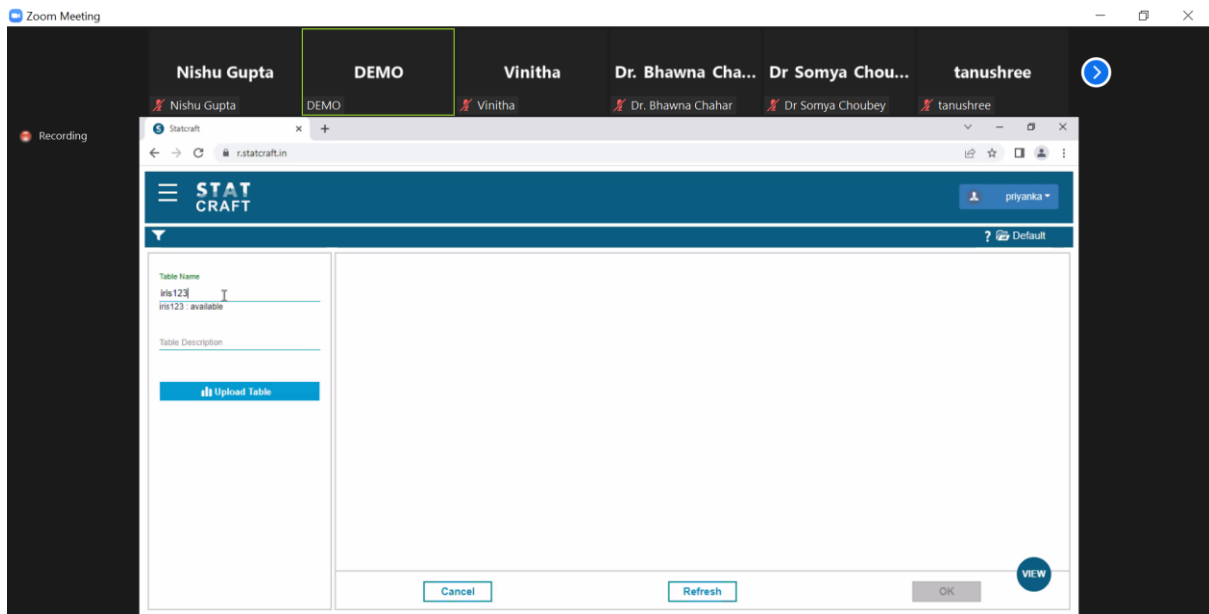 Zoom Meeting
Nishu Gupta
DEMO
Vinitha
Dr. Bhawna Cha...
Dr Somya Chou...
tanushree
Nishu Gupta
DEMO
Vinitha
Dr. Bhawna Chahar
Dr Somya Choubey
tanushree
Recording
Statcraft
r.statcraft.in
STAT
CRAFT
priyanka
? Default
Table Name
iris123
iris123 : available
Table Description
Upload Table
VIEW
Cancel
Refresh
OK